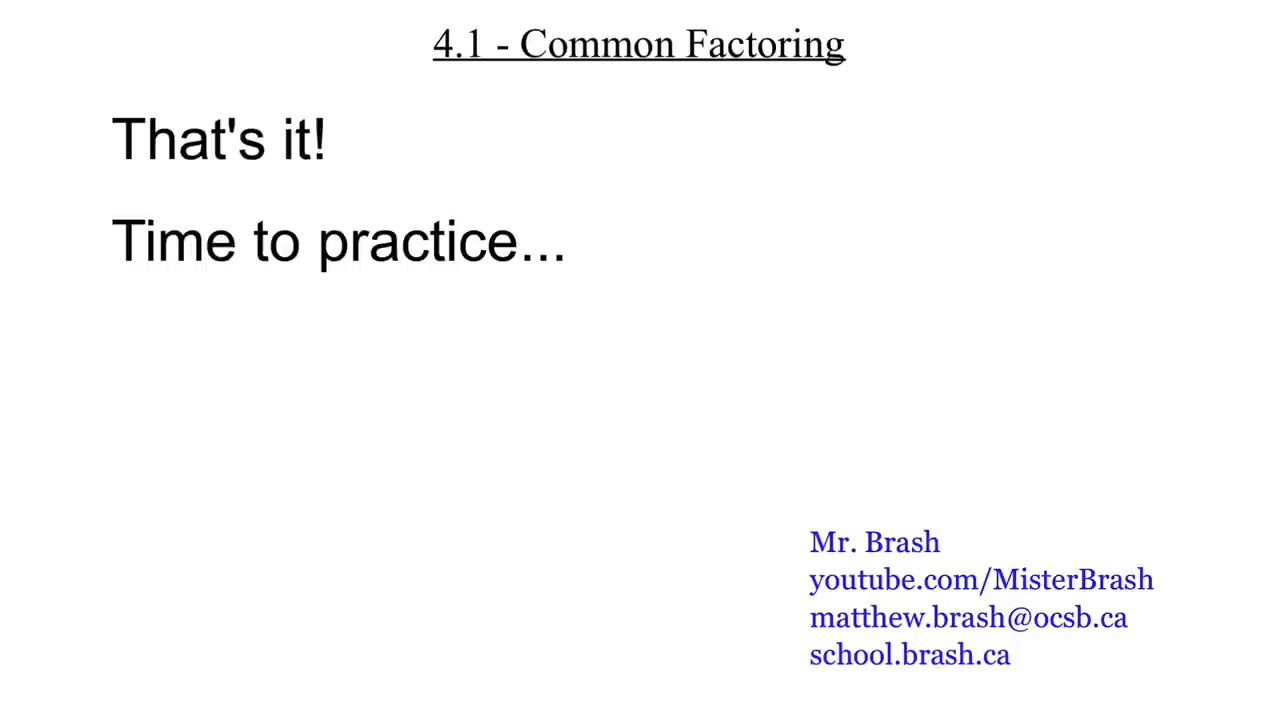 4.1 - Common Factoring
That's it!
Time to practice...
Mr. Brash
youtube.com/MisterBrash
matthew.brash@ocsb.ca
school.brash.ca